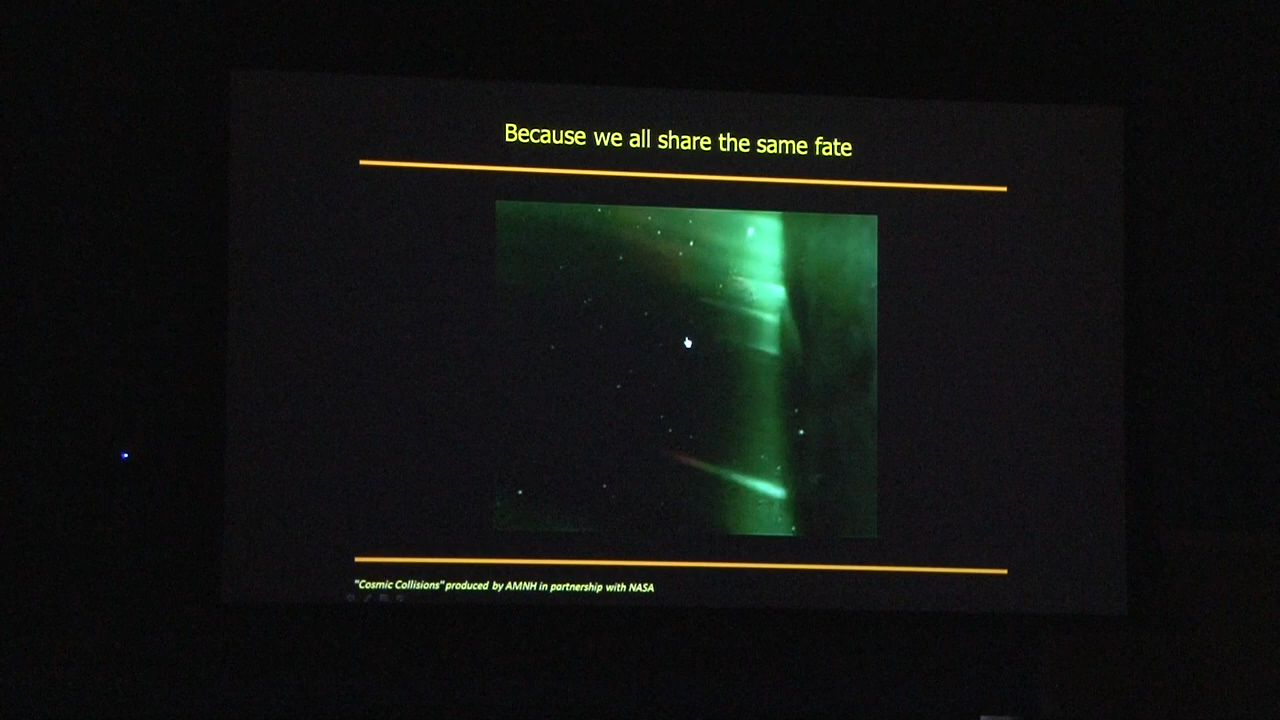 Because we all share the same fate
"Cosmic Collisions" produced by AMNH in partnership with NASA